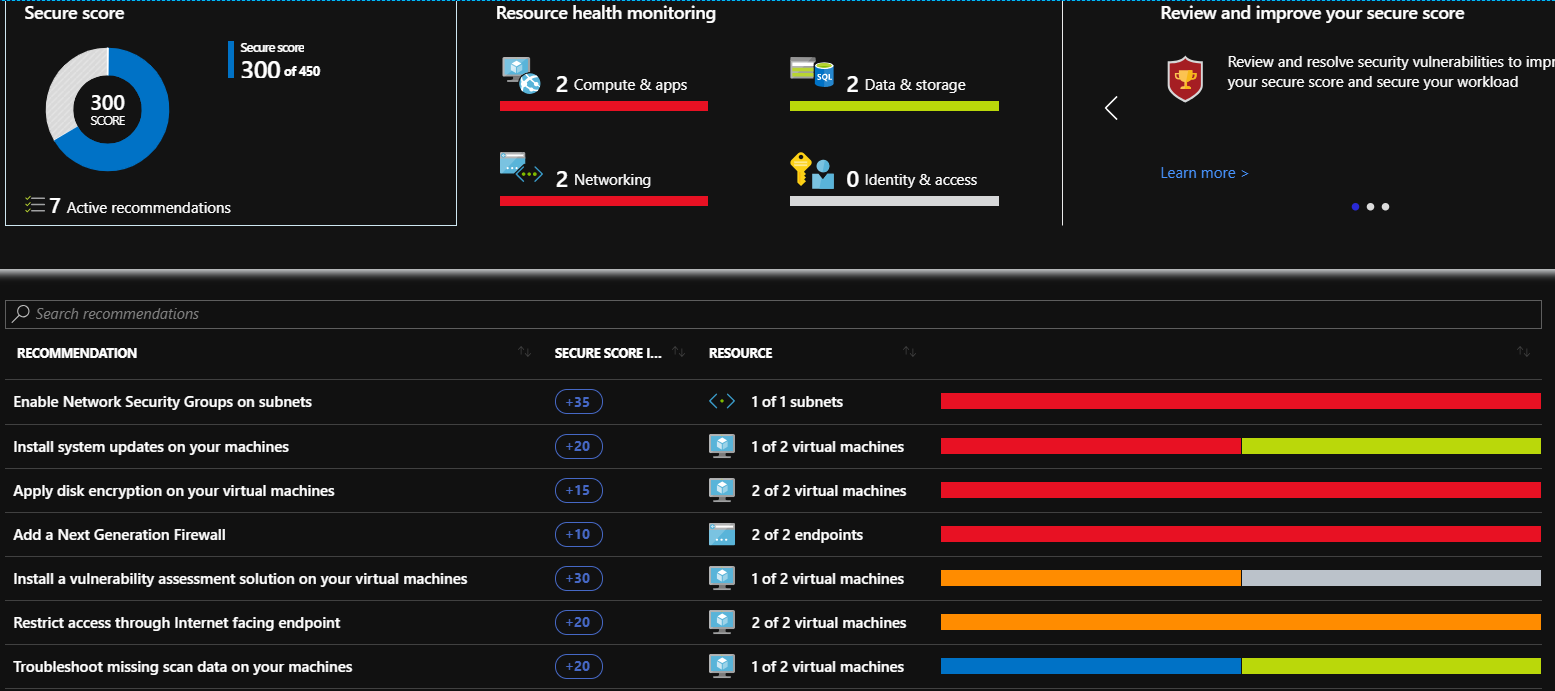 Secure score
Secure score
300 of 450
300
SCORE
7 Active recommendations
Resource health monitoring
2 Compute & apps
SQL
2 Data & storage
2 Networking
0 Identity & access
Review and improve your secure score
Review and resolve security vulnerabilities to impr
your secure score and secure your workload
Learn more >
Search recommendations
RECOMMENDATION SECURE SCORE I... RESOURCE
Enable Network Security Groups on subnets +35 1 of 1 subnets
Install system updates on your machines +20 1 of 2 virtual machines
Apply disk encryption on your virtual machines +15 2 of 2 virtual machines
Add a Next Generation Firewall +10 2 of 2 endpoints
Install a vulnerability assessment solution on your virtual machines +30 1 of 2 virtual machines
Restrict access through Internet facing endpoint +20 2 of 2 virtual machines
Troubleshoot missing scan data on your machines +20 1 of 2 virtual machines